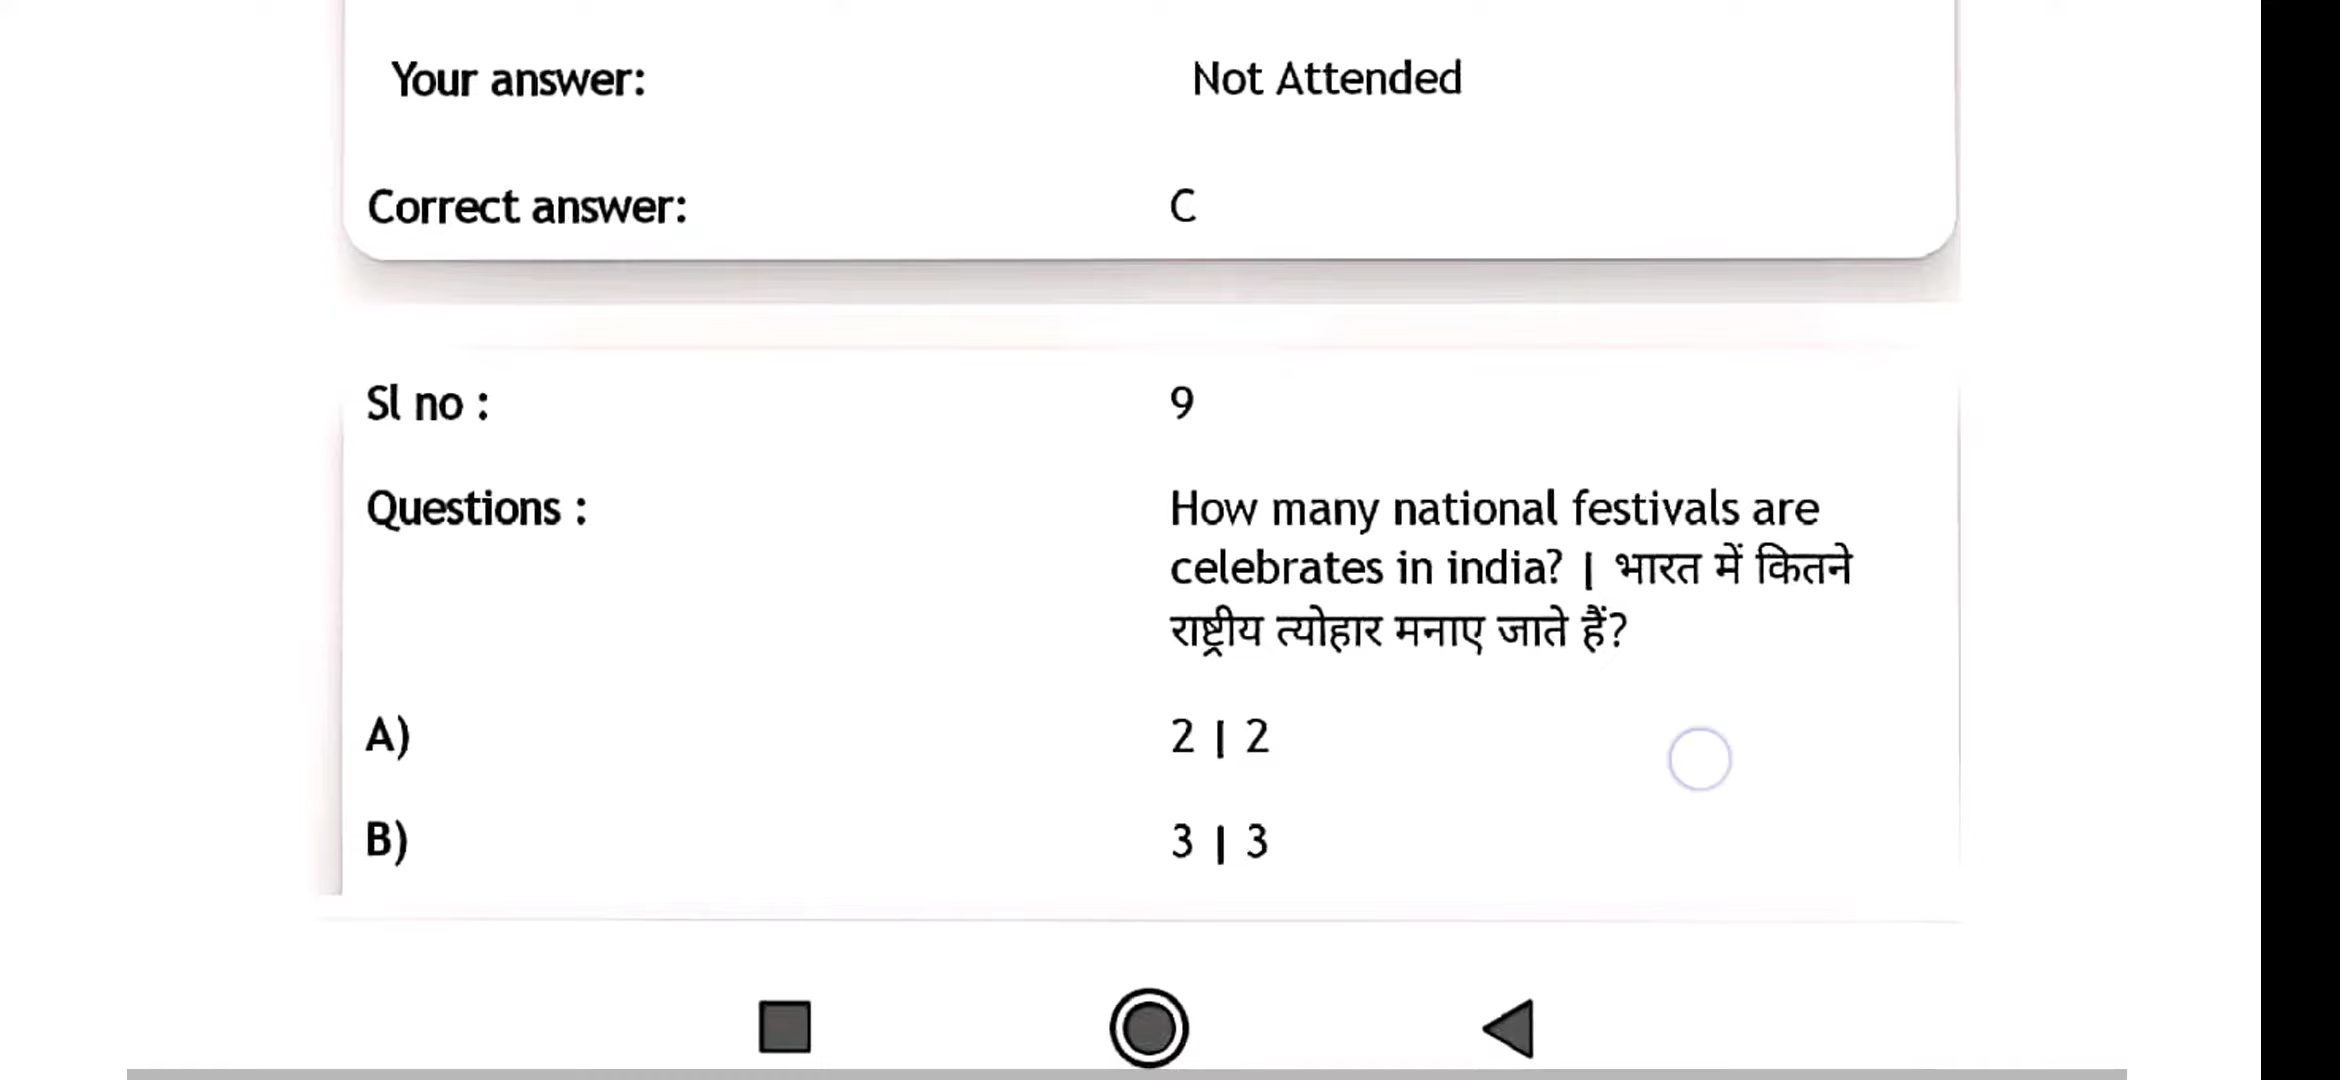 Your answer: Not Attended
Correct answer: C
Sl no : 9
Questions : How many national festivals are
celebrates in india? | भारत में कितने
राष्ट्रीय त्योहार मनाए जाते हैं?
A) 2 | 2
B) 3 | 3